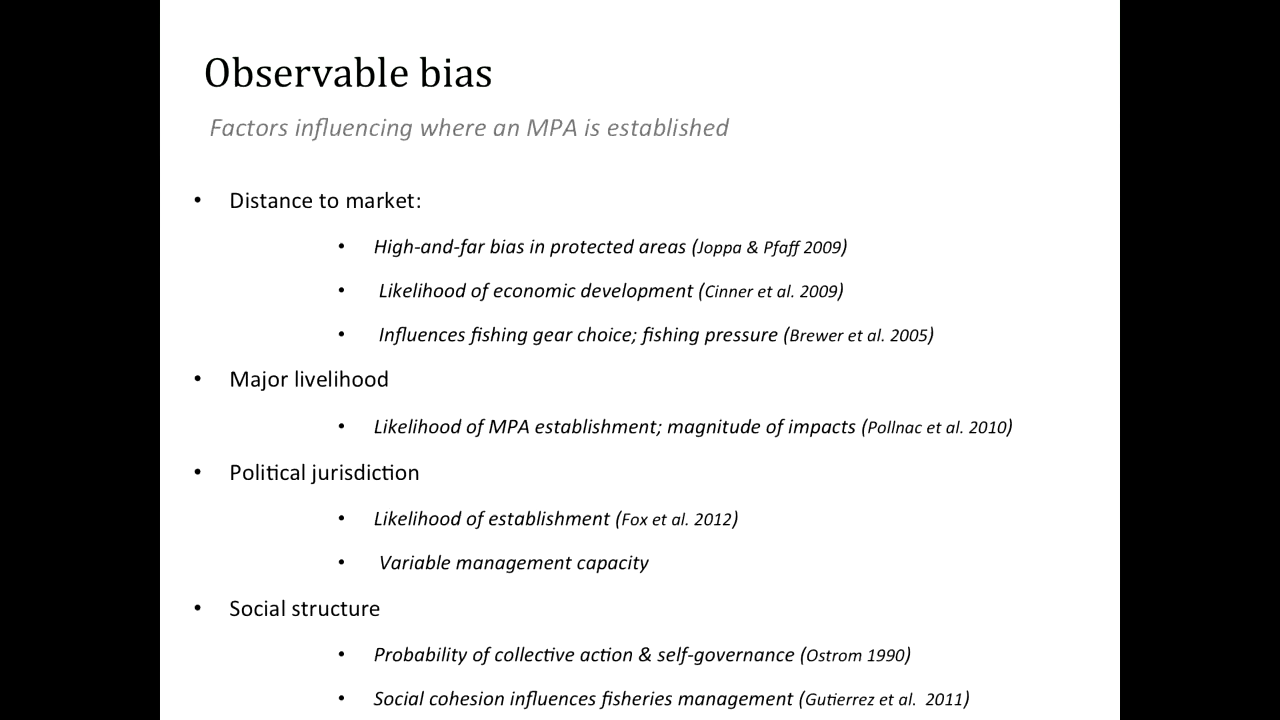 Observable bias
Factors influencing where an MPA is established
• Distance to market:
• High-and-far bias in protected areas (Joppa & Pfaff 2009)
• Likelihood of economic development (Cinner et al. 2009)
• Influences fishing gear choice; fishing pressure (Brewer et al. 2005)
• Major livelihood
• Likelihood of MPA establishment; magnitude of impacts (Pollnac et al. 2010)
• Political jurisdiction
• Likelihood of establishment (Fox et al. 2012)
• Variable management capacity
• Social structure
• Probability of collective action & self-governance (Ostrom 1990)
• Social cohesion influences fisheries management (Gutierrez et al. 2011)